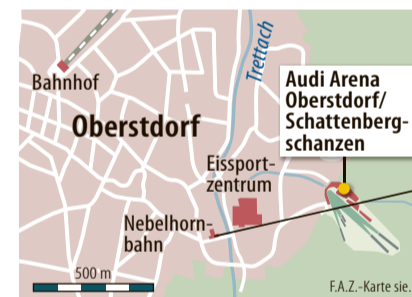 Bahnhof
Trettach
Oberstdorf
Audi Arena
Oberstdorf/
Schattenberg-
schanzen
Eissport-
zentrum
Nebelhorn-
bahn
500 m
F.A.Z.-Karte sie.